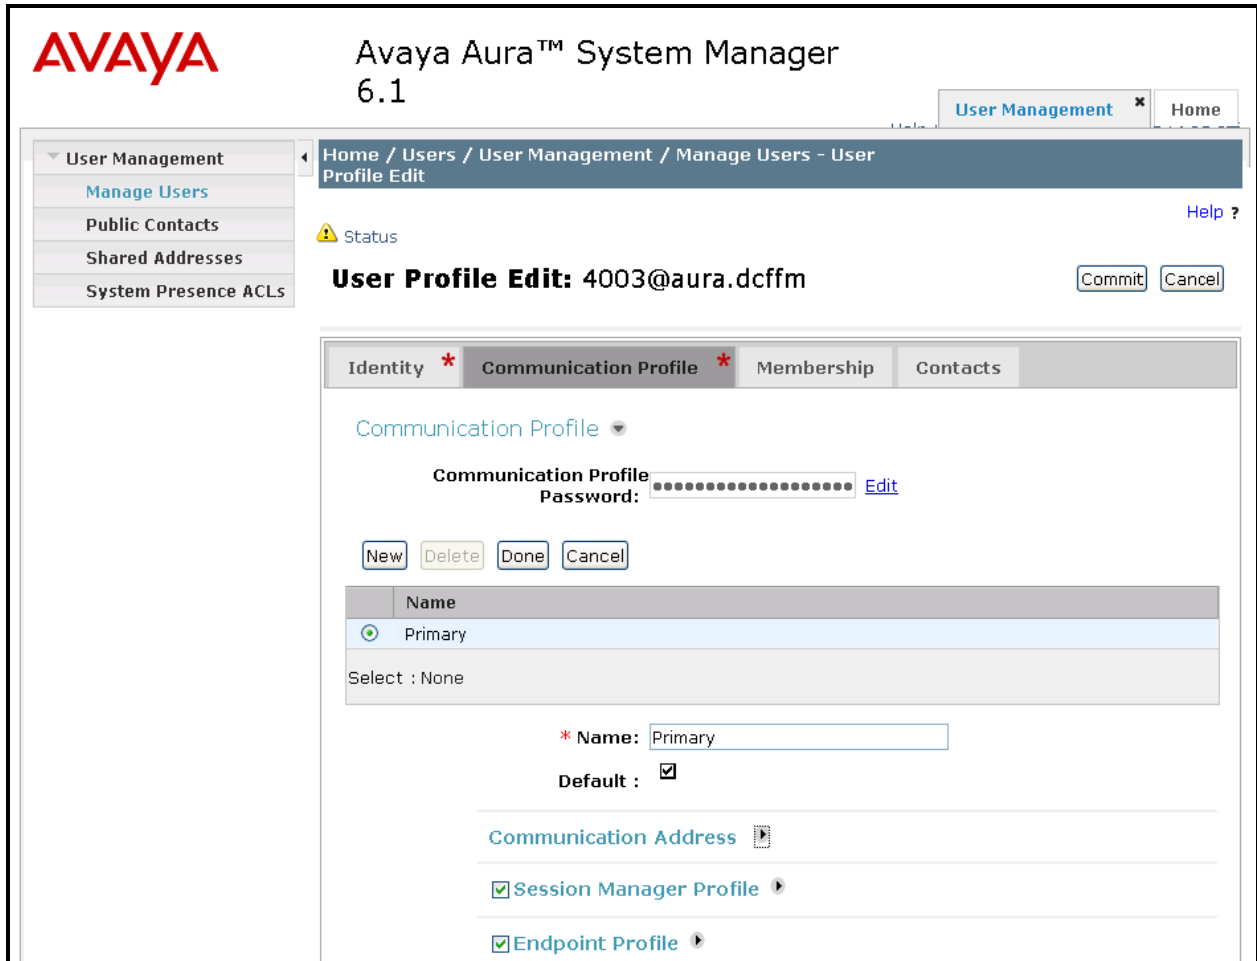 AVAYA
Avaya Aura™ System Manager
6.1
User Management
Home
Help
User Management
Manage Users
Public Contacts
Shared Addresses
System Presence ACLs
Home / Users / User Management / Manage Users - User
Profile Edit
Help ?
Status
User Profile Edit: 4003@aura.dcffm
Commit Cancel
Identity * Communication Profile * Membership Contacts
Communication Profile
Communication Profile
Password: Edit
New Delete Done Cancel
Name
Primary
Select : None
* Name: Primary
Default :
Communication Address
Session Manager Profile
Endpoint Profile